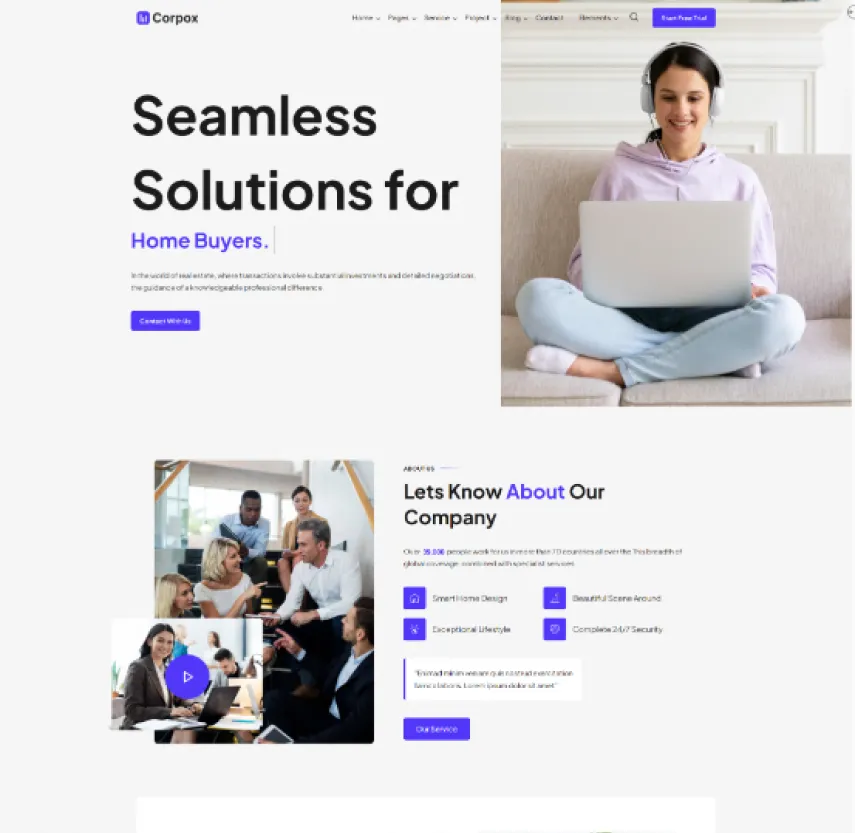 Corpox
Home Pages Service Project Blog Contact Elements Start Free Trial
Seamless
Solutions for
Home Buyers.
In the world of real estate, where transactions involve substantial investments and detailed negotiations,
the guidance of a knowledgeable professional difference.
Contact With Us
ABOUT US
Lets Know About Our
Company
Over 39,000 people work for us in more than 70 countries all over the This breadth of
global coverage, combined with specialist services
Smart Home Design Beautiful Scene Around
Exceptional Lifestyle Complete 24/7 Security
minim veniam quis nostrud exercitation
laboris. Lorem ipsum dolor sit amet"
Our Service